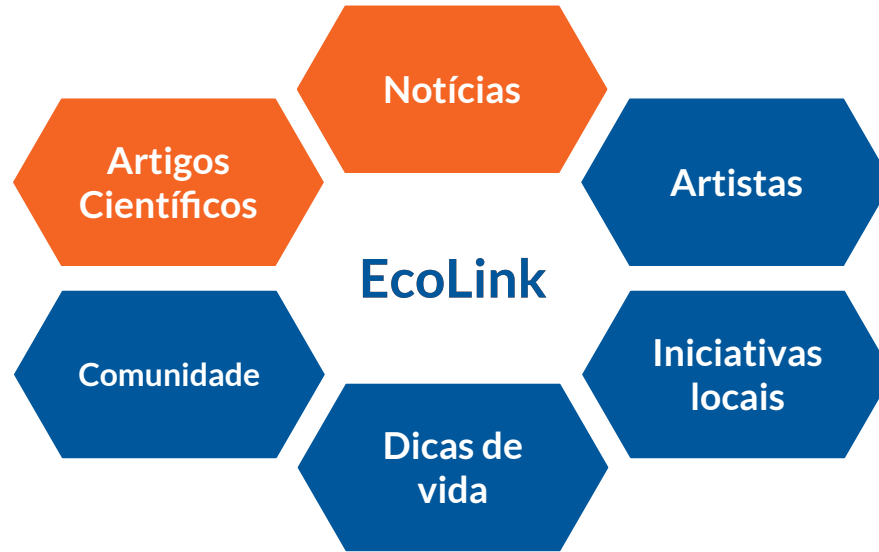 Notícias
Artigos
Científicos
Artistas
EcoLink
Comunidade
Iniciativas
locais
Dicas de
vida